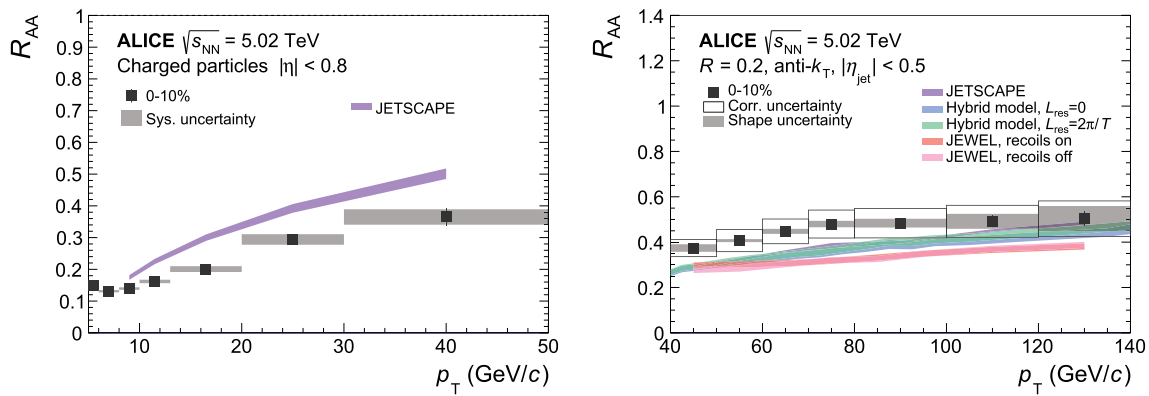 R_AA
1
0.9
0.8
0.7
0.6
0.5
0.4
0.3
0.2
0.1
0
ALICE √s_NN = 5.02 TeV
Charged particles |η| < 0.8
0-10%
Sys. uncertainty
JETSCAPE
10 20 30 40 50
p_T (GeV/c)
R_AA
1.4
1.2
1
0.8
0.6
0.4
0.2
0
ALICE √s_NN = 5.02 TeV
R = 0.2, anti-k_T, |η_jet| < 0.5
0-10%
Corr. uncertainty
Shape uncertainty
JETSCAPE
Hybrid model, L_res=0
Hybrid model, L_res=2π/T
JEWEL, recoils on
JEWEL, recoils off
40 60 80 100 120 140
p_T (GeV/c)